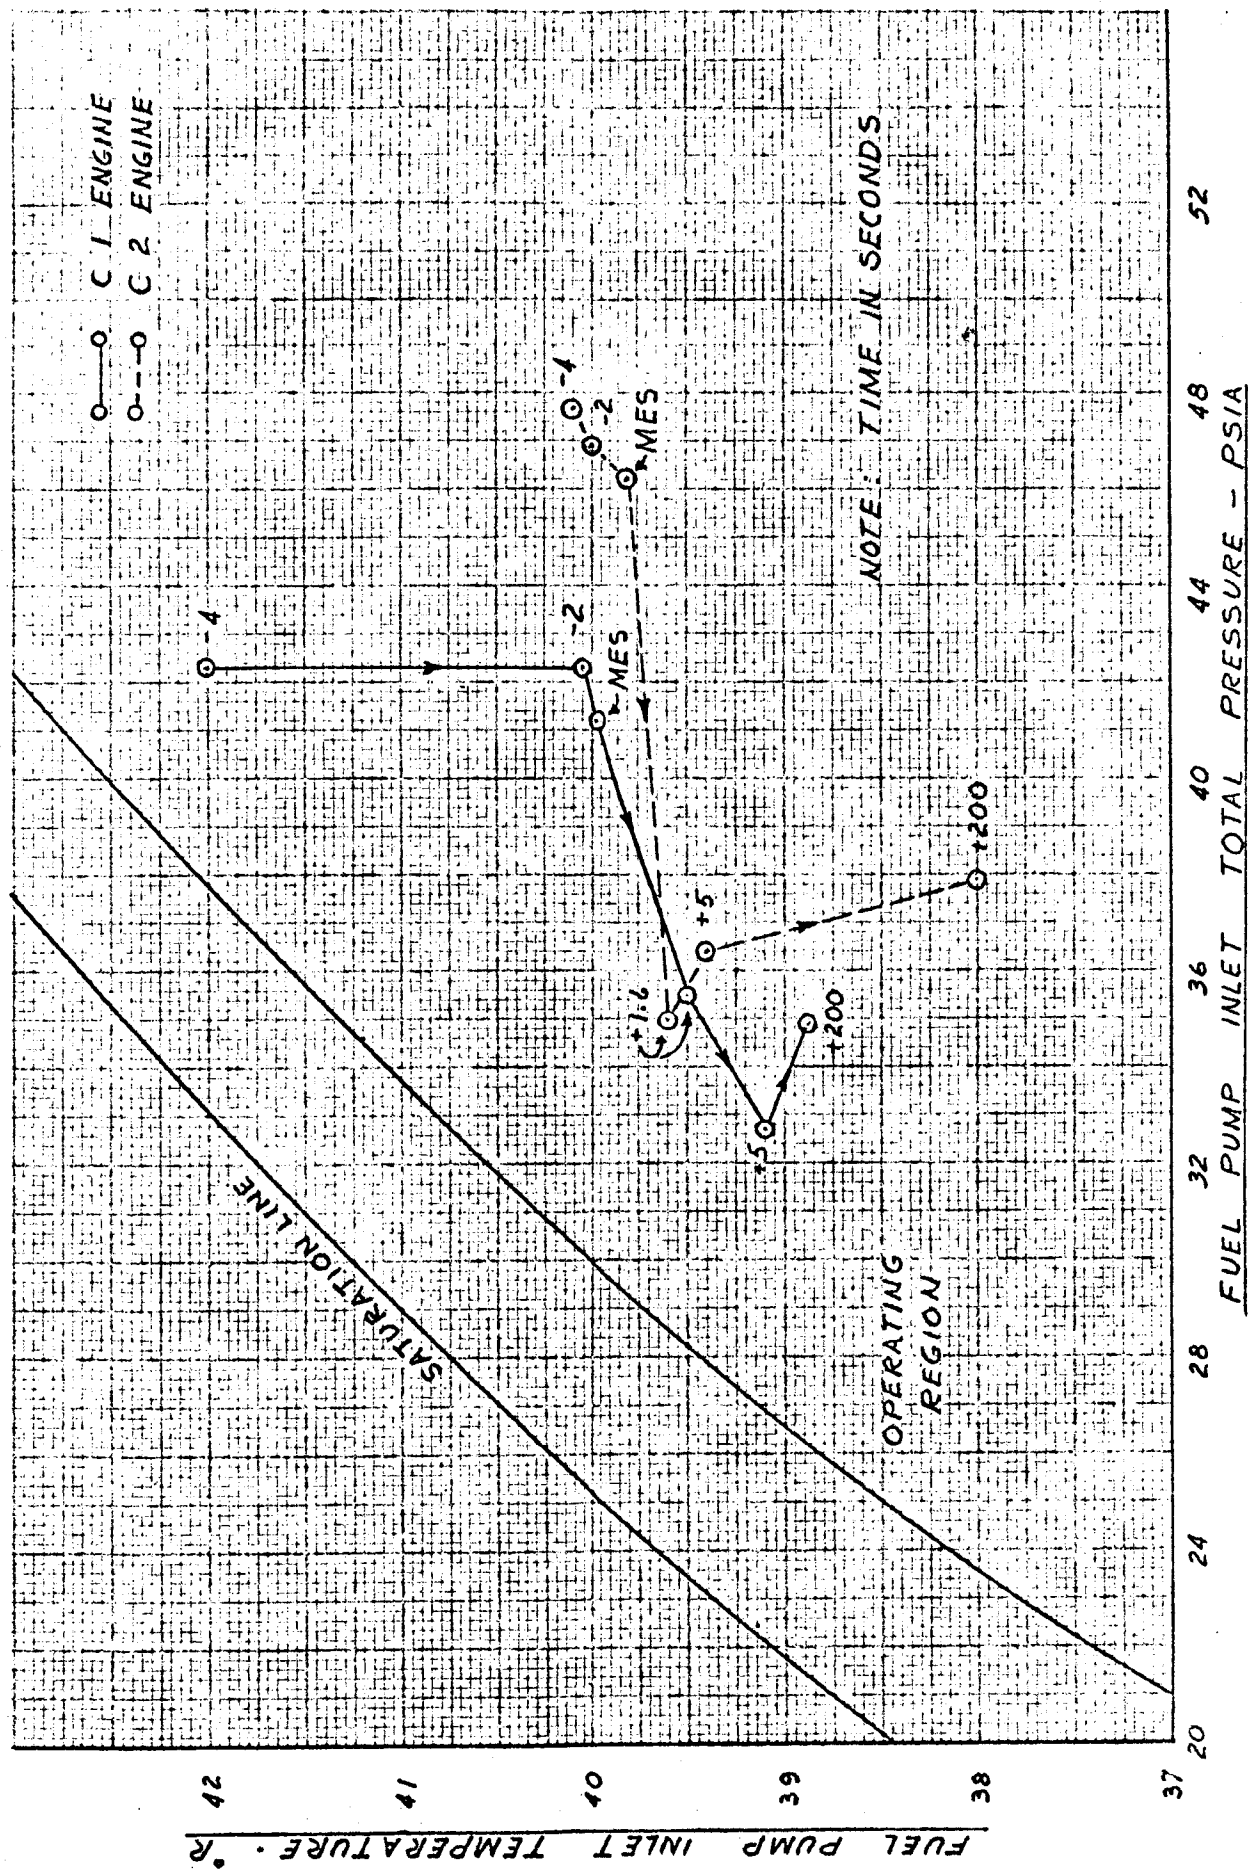 C 1 ENGINE
C 2 ENGINE
42
41
40
39
38
37
FUEL PUMP INLET TEMPERATURE · °R
SATURATION LINE
-4
-2
MES
-4
-2
MES
+1.6
+5
+5
+200
+200
OPERATING
REGION
NOTE: TIME IN SECONDS
20 24 28 32 36 40 44 48 52
FUEL PUMP INLET TOTAL PRESSURE - PSIA